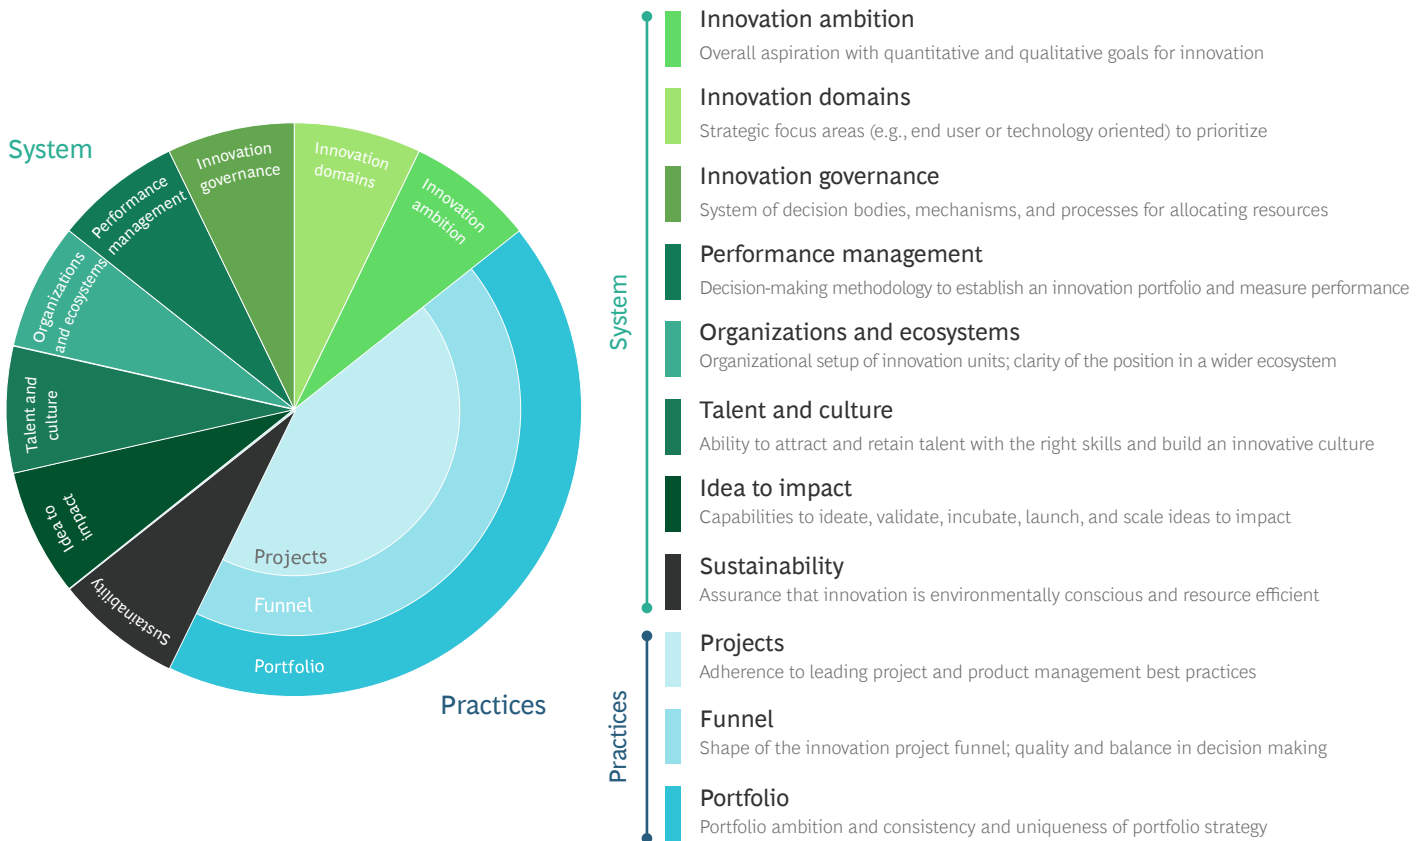 System
Innovation
governance
Innovation
domains
Innovation
ambition
Performance
management
Organizations
and ecosystems
Talent and
culture
Idea to
impact
Sustainability
Projects
Funnel
Portfolio
Practices
System
Innovation ambition
Overall aspiration with quantitative and qualitative goals for innovation
Innovation domains
Strategic focus areas (e.g., end user or technology oriented) to prioritize
Innovation governance
System of decision bodies, mechanisms, and processes for allocating resources
Performance management
Decision-making methodology to establish an innovation portfolio and measure performance
Organizations and ecosystems
Organizational setup of innovation units; clarity of the position in a wider ecosystem
Talent and culture
Ability to attract and retain talent with the right skills and build an innovative culture
Idea to impact
Capabilities to ideate, validate, incubate, launch, and scale ideas to impact
Sustainability
Assurance that innovation is environmentally conscious and resource efficient
Practices
Projects
Adherence to leading project and product management best practices
Funnel
Shape of the innovation project funnel; quality and balance in decision making
Portfolio
Portfolio ambition and consistency and uniqueness of portfolio strategy